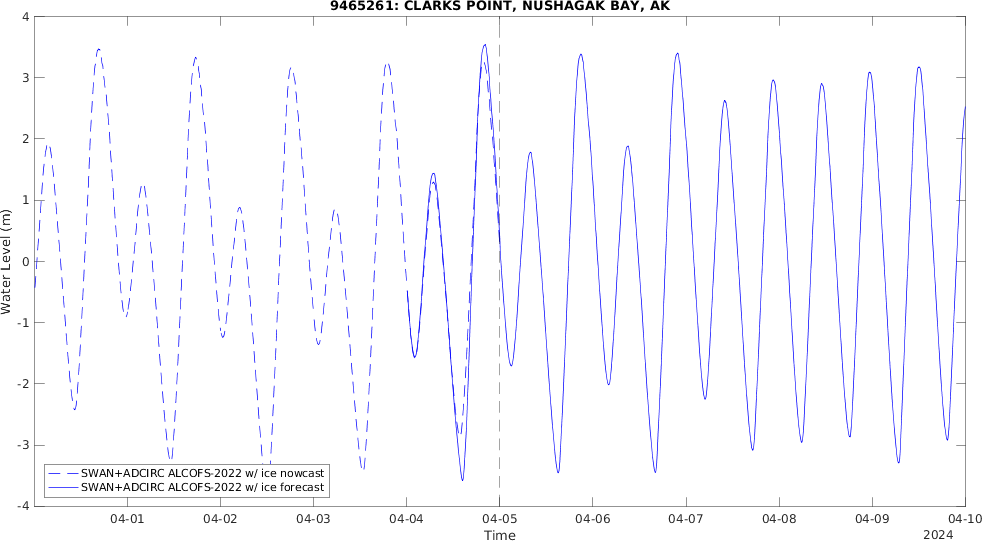 9465261: CLARKS POINT, NUSHAGAK BAY, AK
4
3
2
1
0
-1
-2
-3
-4
Water Level (m)
SWAN+ADCIRC ALCOFS-2022 w/ ice nowcast
SWAN+ADCIRC ALCOFS-2022 w/ ice forecast
04-01 04-02 04-03 04-04 04-05 04-06 04-07 04-08 04-09 04-10
Time
2024